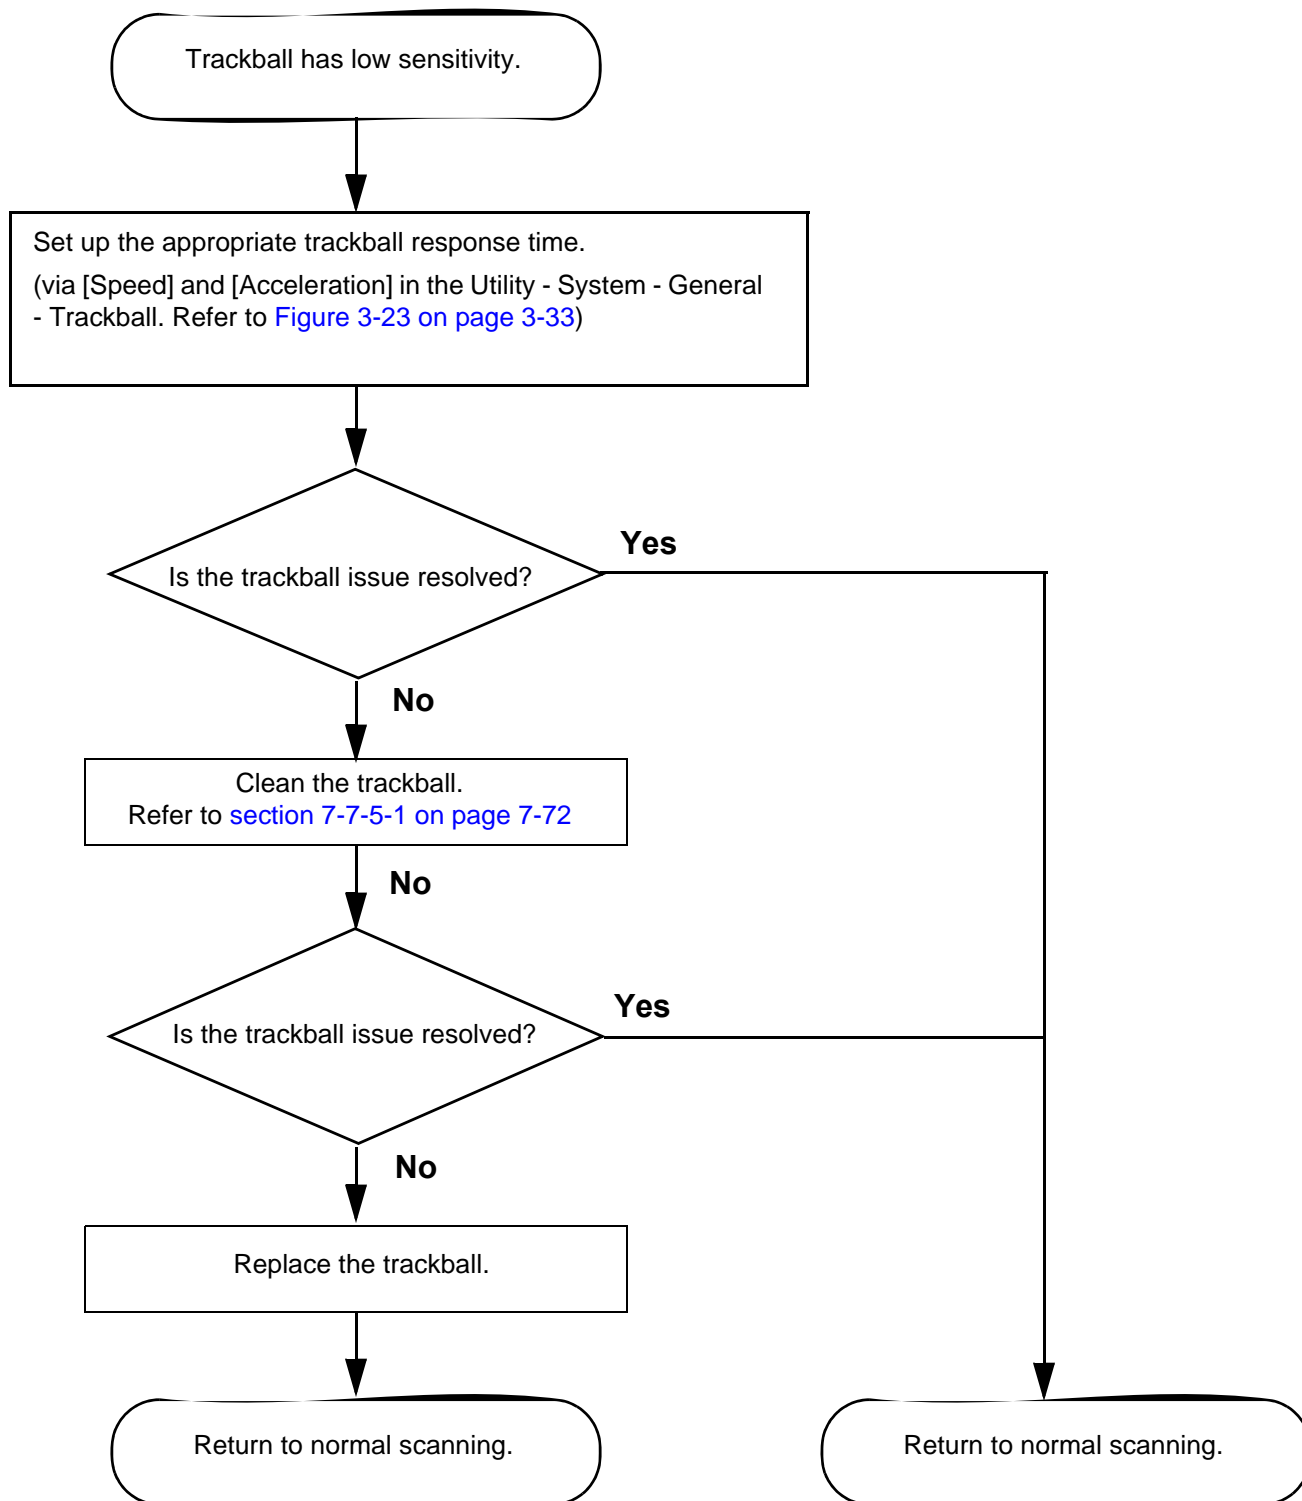 Trackball has low sensitivity.
Set up the appropriate trackball response time.
(via [Speed] and [Acceleration] in the Utility - System - General
- Trackball. Refer to Figure 3-23 on page 3-33)
Is the trackball issue resolved?
Yes
No
Clean the trackball.
Refer to section 7-7-5-1 on page 7-72
No
Is the trackball issue resolved?
Yes
No
Replace the trackball.
Return to normal scanning.
Return to normal scanning.